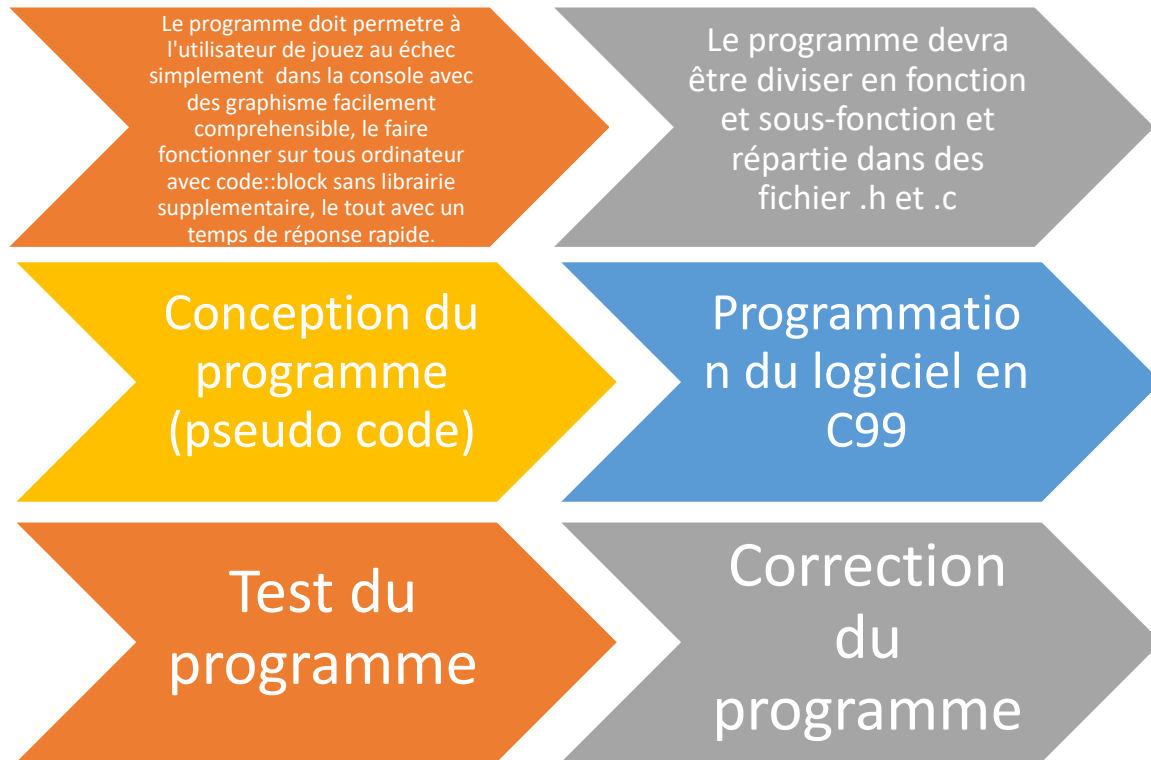 Le programme doit permetre à
l'utilisateur de jouez au échec
simplement dans la console avec
des graphisme facilement
comprehensible, le faire
fonctionner sur tous ordinateur
avec code::block sans librairie
supplementaire, le tout avec un
temps de réponse rapide.
Le programme devra
être diviser en fonction
et sous-fonction et
répartie dans des
fichier .h et .c
Conception du
programme
(pseudo code)
Programmatio
n du logiciel en
C99
Test du
programme
Correction
du
programme